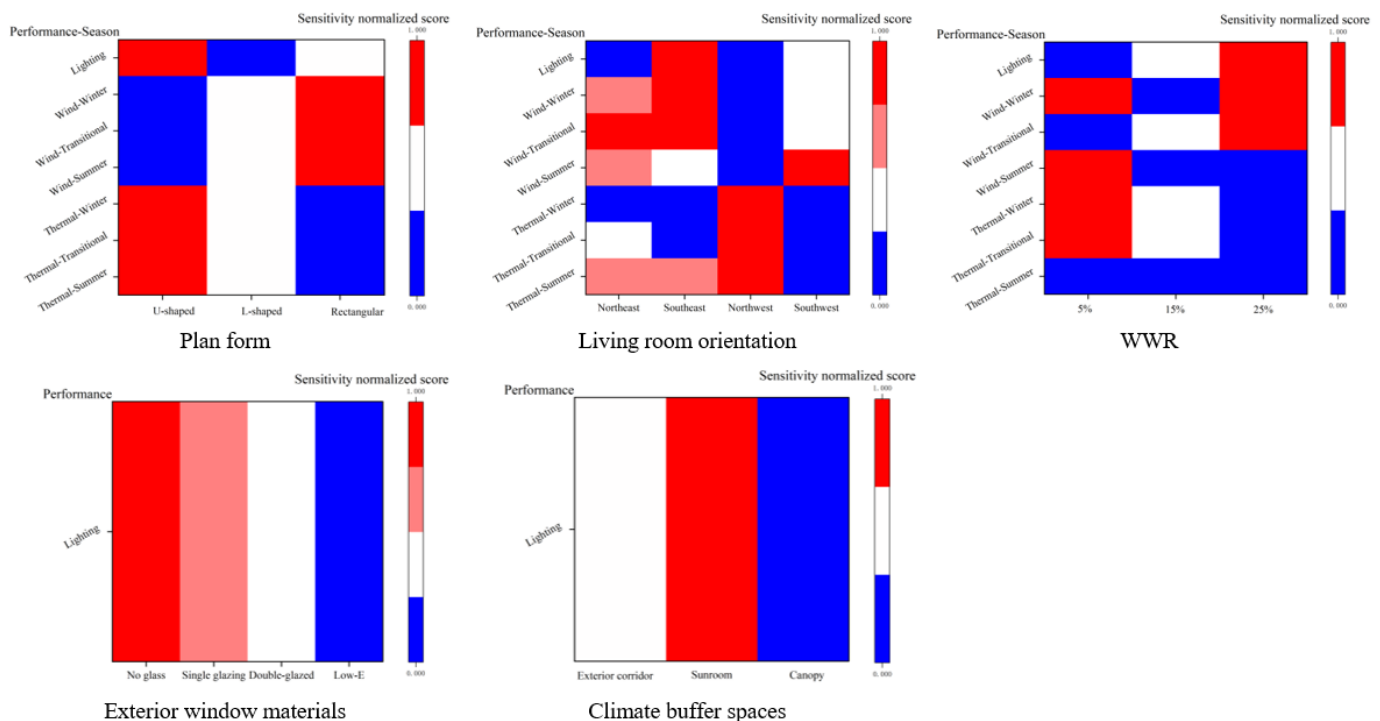 Sensitivity normalized score
Performance-Season
1.000
Lighting
Wind-Winter
Wind-Transitional
Wind-Summer
Thermal-Winter
Thermal-Transitional
Thermal-Summer
0.000
U-shaped L-shaped Rectangular
Plan form
Sensitivity normalized score
Performance-Season
1.000
Lighting
Wind-Winter
Wind-Transitional
Wind-Summer
Thermal-Winter
Thermal-Transitional
Thermal-Summer
0.000
Northeast Southeast Northwest Southwest
Living room orientation
Sensitivity normalized score
Performance-Season
1.000
Lighting
Wind-Winter
Wind-Transitional
Wind-Summer
Thermal-Winter
Thermal-Transitional
Thermal-Summer
0.000
5% 15% 25%
WWR
Sensitivity normalized score
Performance
1.000
Lighting
0.000
No glass Single glazing Double-glazed Low-E
Exterior window materials
Sensitivity normalized score
Performance
1.000
Lighting
0.000
Exterior corridor Sunroom Canopy
Climate buffer spaces